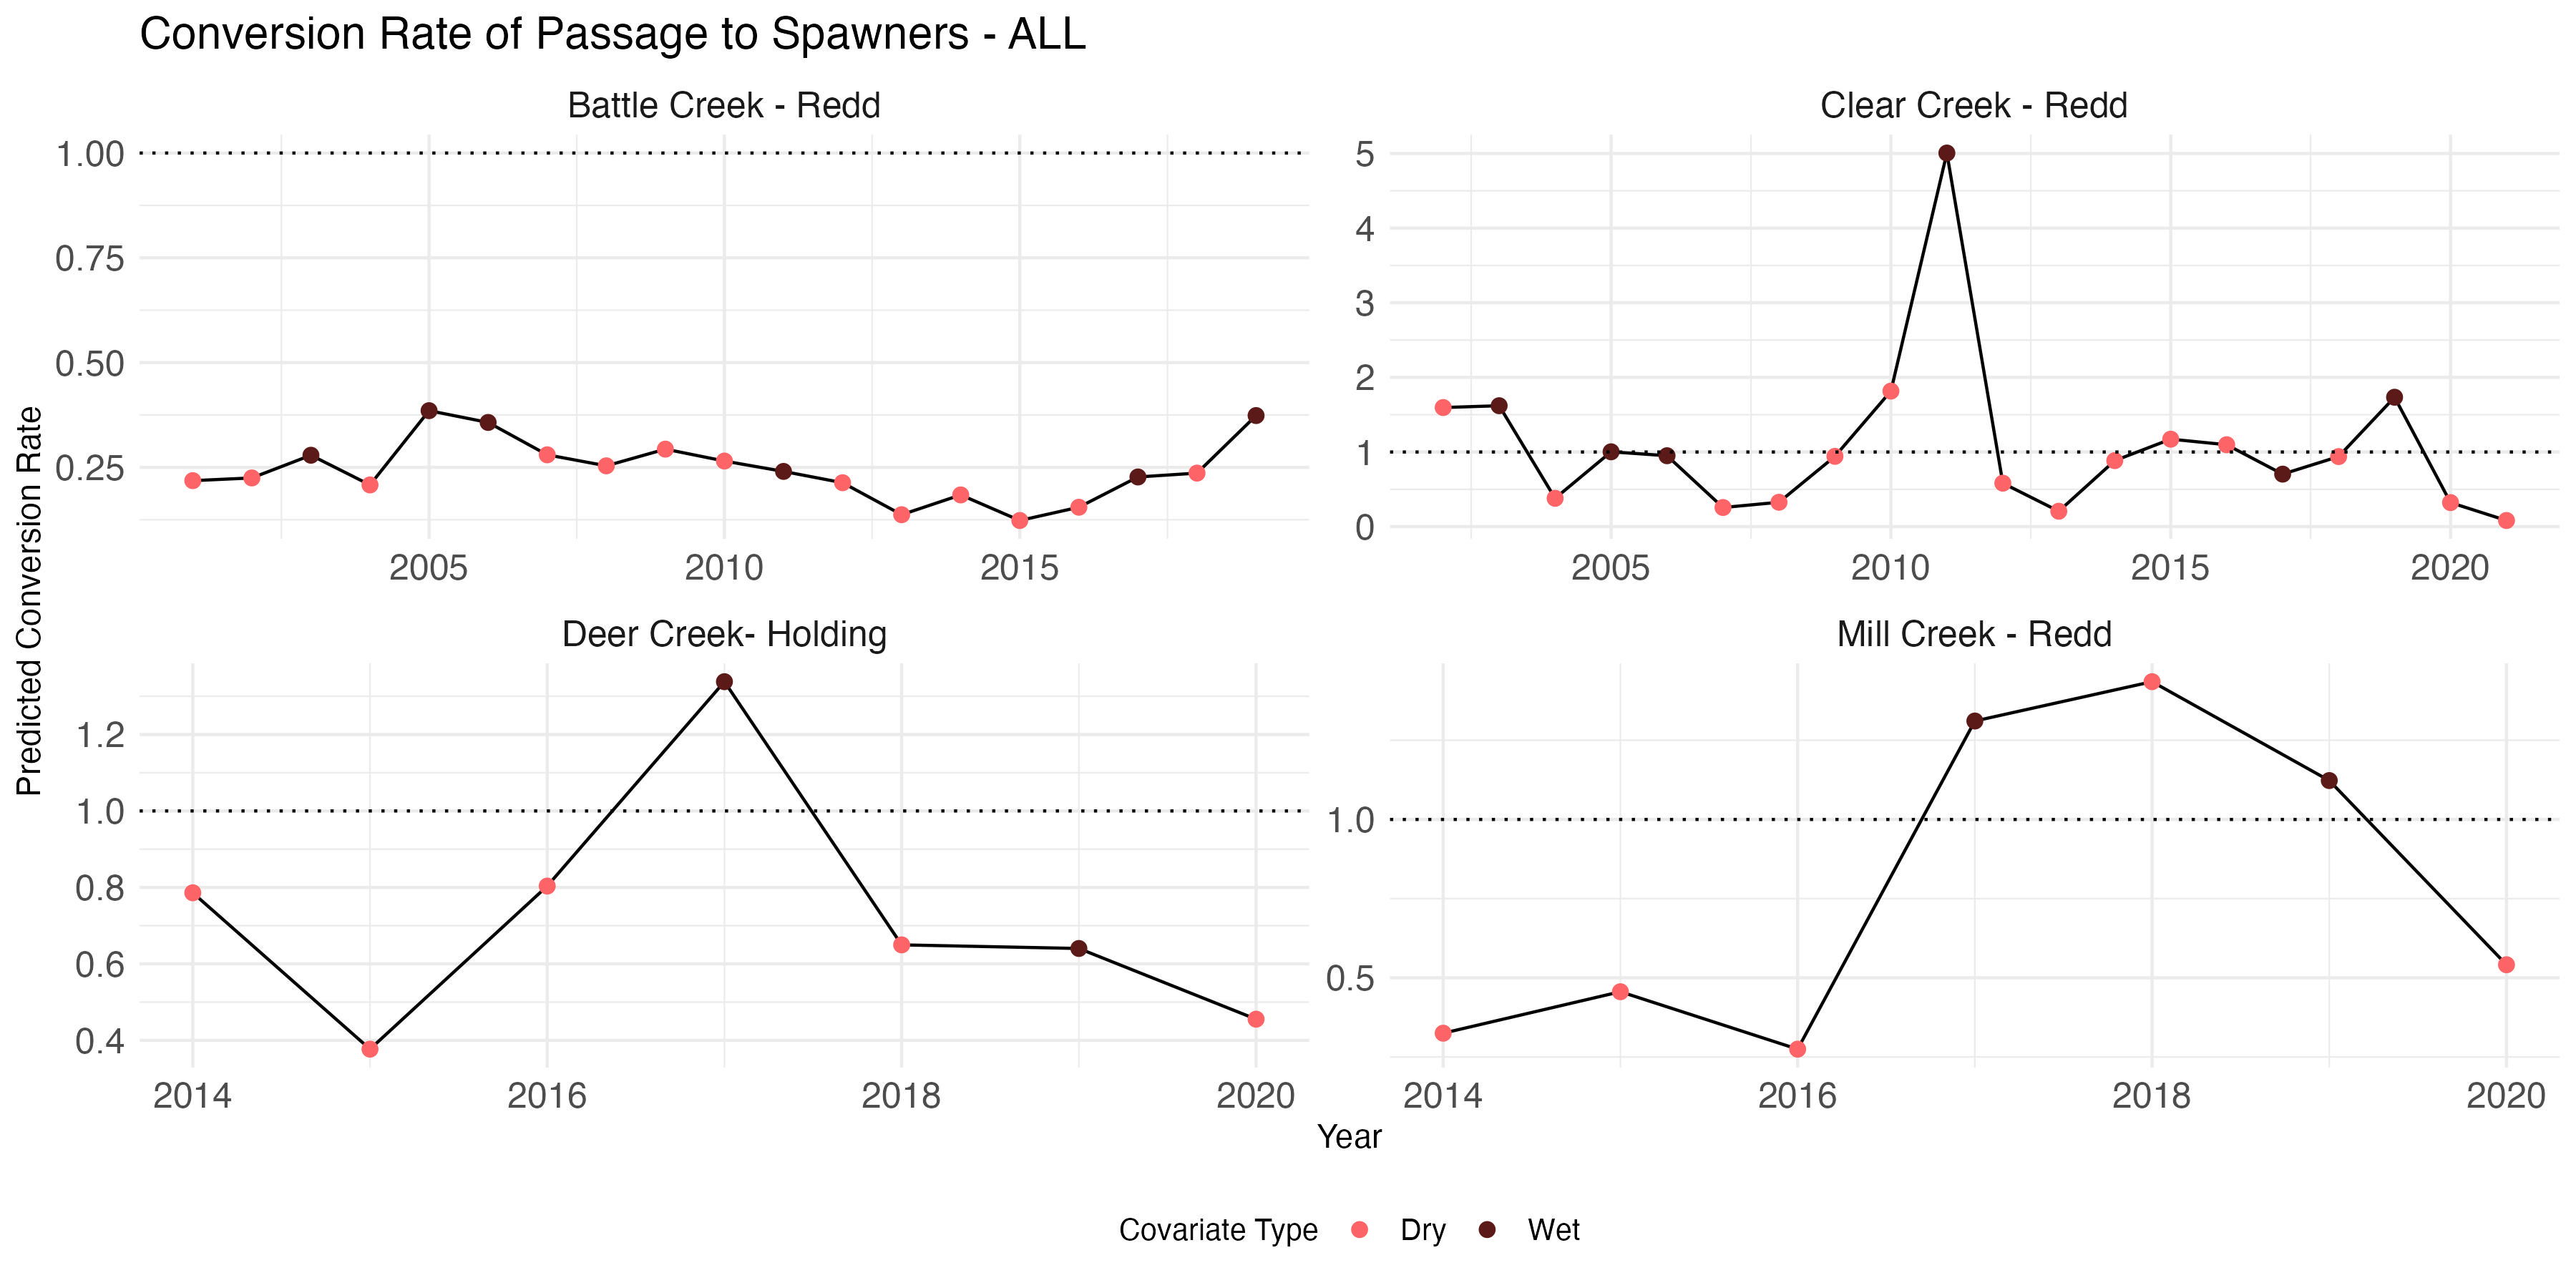 Conversion Rate of Passage to Spawners - ALL
Predicted Conversion Rate
Battle Creek - Redd
1.00
0.75
0.50
0.25
2005 2010 2015
Clear Creek - Redd
5
4
3
2
1
0
2005 2010 2015 2020
Deer Creek- Holding
1.2
1.0
0.8
0.6
0.4
2014 2016 2018 2020
Mill Creek - Redd
1.0
0.5
2014 2016 2018 2020
Year
Covariate Type Dry Wet